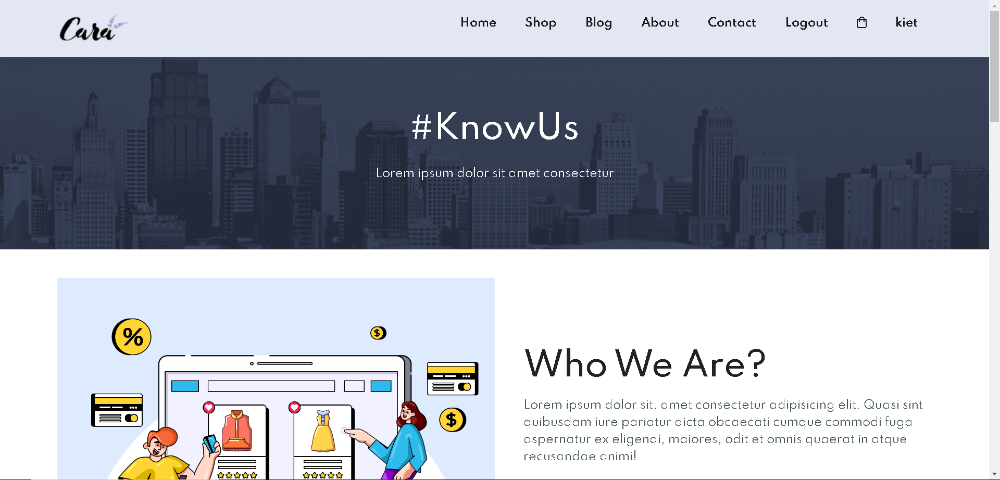 Cara
Home Shop Blog About Contact Logout kiet
#KnowUs
Lorem ipsum dolor sit amet consectetur
%
$
Who We Are?
$
Lorem ipsum dolor sit, amet consectetur adipisicing elit. Quasi sint
quibusdam iure pariatur dicta obcaecati cumque commodi fuga
aspernatur ex eligendi, maiores, odit et omnis quaerat in atque
recusandae animi!